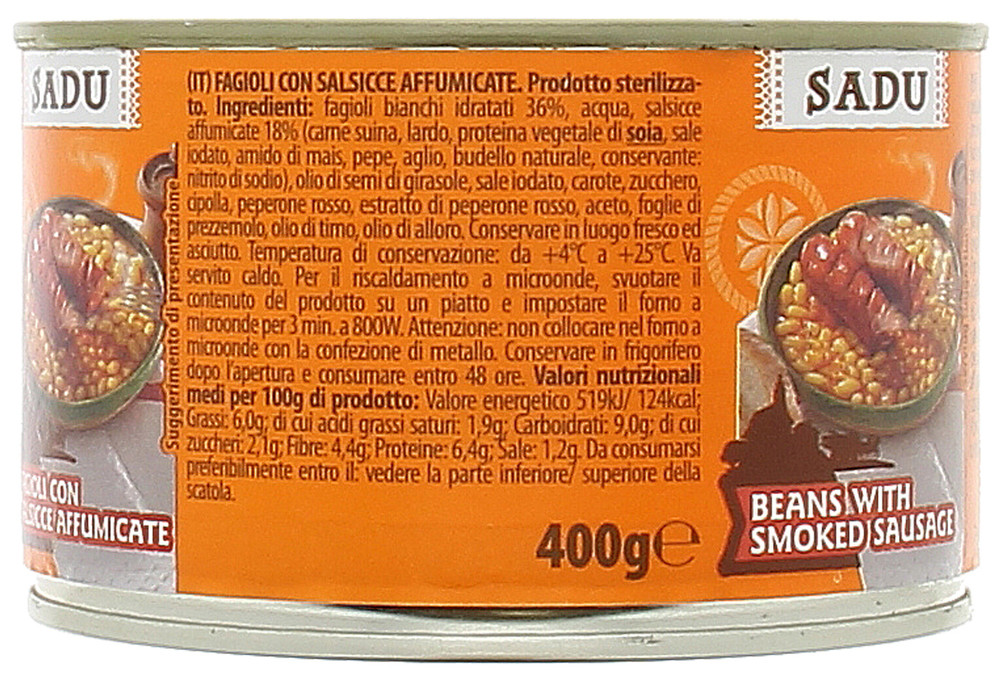 SADU
FAGIOLI CON
SALSICCE AFFUMICATE
Suggerimento di presentazione
(IT) FAGIOLI CON SALSICCE AFFUMICATE. Prodotto sterilizza-
to. Ingredienti: fagioli bianchi idratati 36%, acqua, salsicce
affumicate 18% (carne suina, lardo, proteina vegetale di soia, sale
iodato, amido di mais, pepe, aglio, budello naturale, conservante:
nitrito di sodio), olio di semi di girasole, sale iodato, carote, zucchero,
cipolla, peperone rosso, estratto di peperone rosso, aceto, foglie di
prezzemolo, olio di timo, olio di alloro. Conservare in luogo fresco ed
asciutto. Temperatura di conservazione: da +4°C a +25°C Va
servito caldo. Per il riscaldamento a microonde, svuotare il
contenuto del prodotto su un piatto e impostare il forno a
microonde per 3 min. a 800W. Attenzione: non collocare nel forno a
microonde con la confezione di metallo. Conservare in frigorifero
dopo l'apertura e consumare entro 48 ore. Valori nutrizionali
medi per 100g di prodotto: Valore energetico 519kJ/ 124kcal;
Grassi: 6,0g; di cui acidi grassi saturi: 1,9g; Carboidrati: 9,0g; di cui
zuccheri: 2,1g; Fibre: 4,4g; Proteine: 6,4g; Sale: 1,2g. Da consumarsi
preferibilmente entro il: vedere la parte inferiore/ superiore della
scatola.
400g℮
SADU
BEANS WITH
SMOKED SAUSAGE